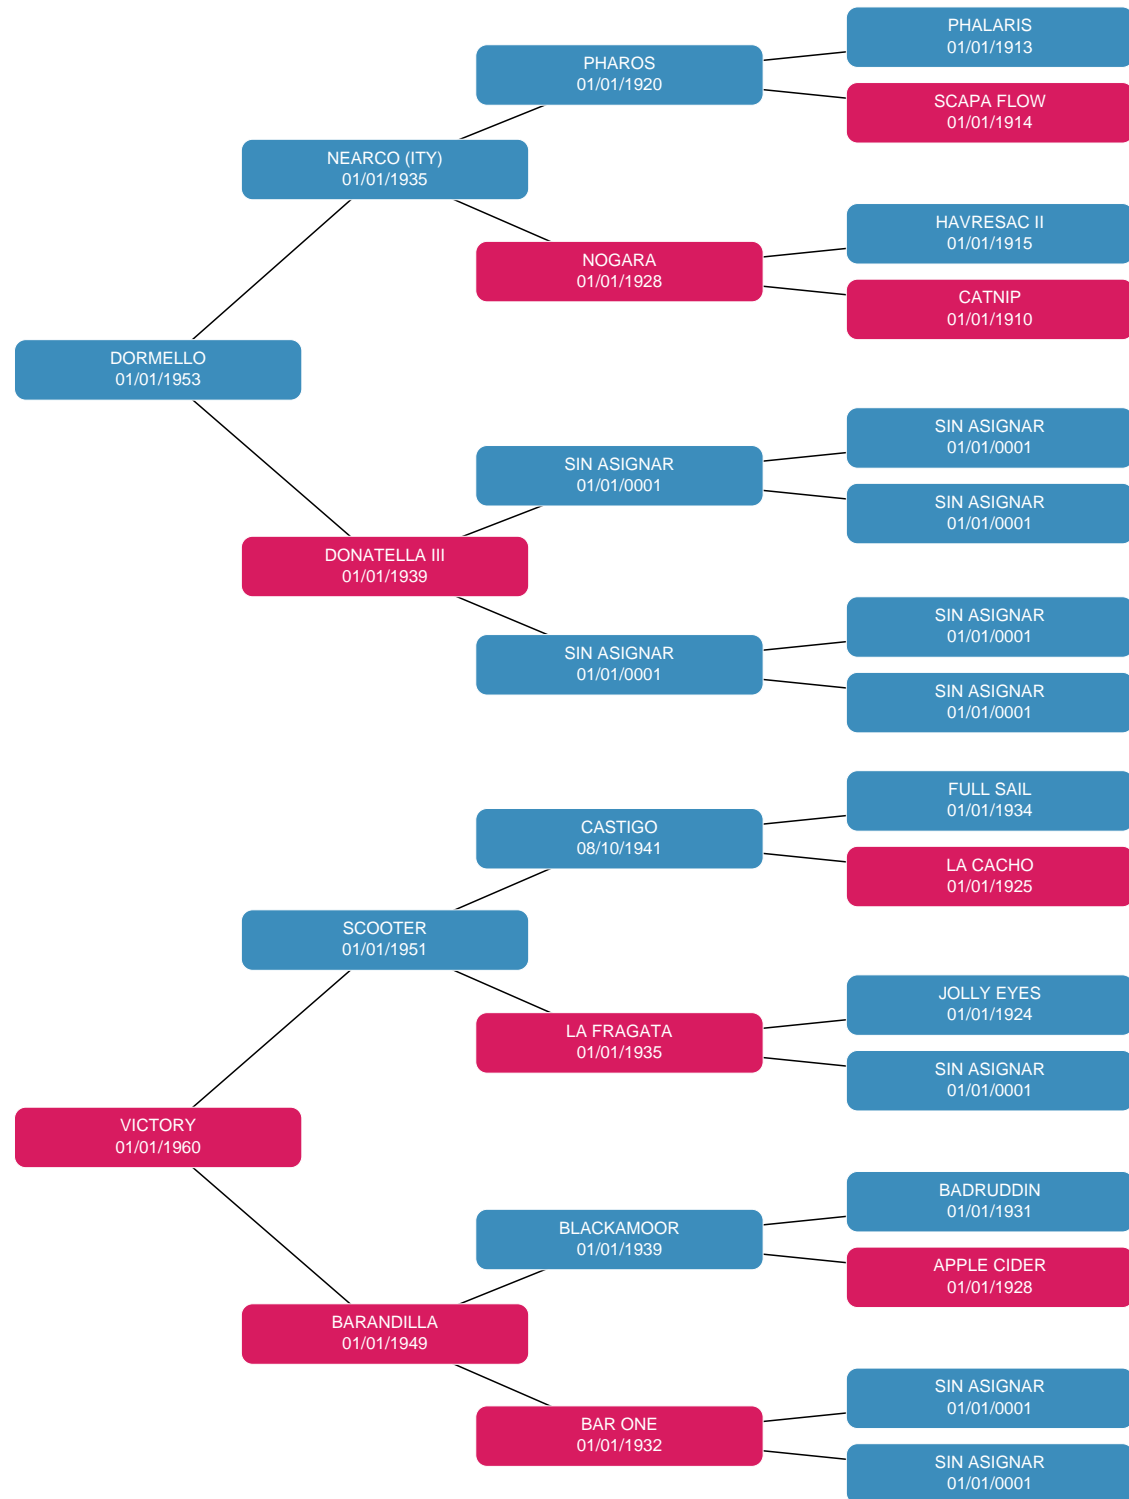 PHALARIS
01/01/1913
PHAROS
01/01/1920
SCAPA FLOW
01/01/1914
NEARCO (ITY)
01/01/1935
HAVRESAC II
01/01/1915
NOGARA
01/01/1928
CATNIP
01/01/1910
DORMELLO
01/01/1953
SIN ASIGNAR
01/01/0001
SIN ASIGNAR
01/01/0001
SIN ASIGNAR
01/01/0001
DONATELLA III
01/01/1939
SIN ASIGNAR
01/01/0001
SIN ASIGNAR
01/01/0001
SIN ASIGNAR
01/01/0001
FULL SAIL
01/01/1934
CASTIGO
08/10/1941
LA CACHO
01/01/1925
SCOOTER
01/01/1951
JOLLY EYES
01/01/1924
LA FRAGATA
01/01/1935
SIN ASIGNAR
01/01/0001
VICTORY
01/01/1960
BADRUDDIN
01/01/1931
BLACKAMOOR
01/01/1939
APPLE CIDER
01/01/1928
BARANDILLA
01/01/1949
SIN ASIGNAR
01/01/0001
BAR ONE
01/01/1932
SIN ASIGNAR
01/01/0001